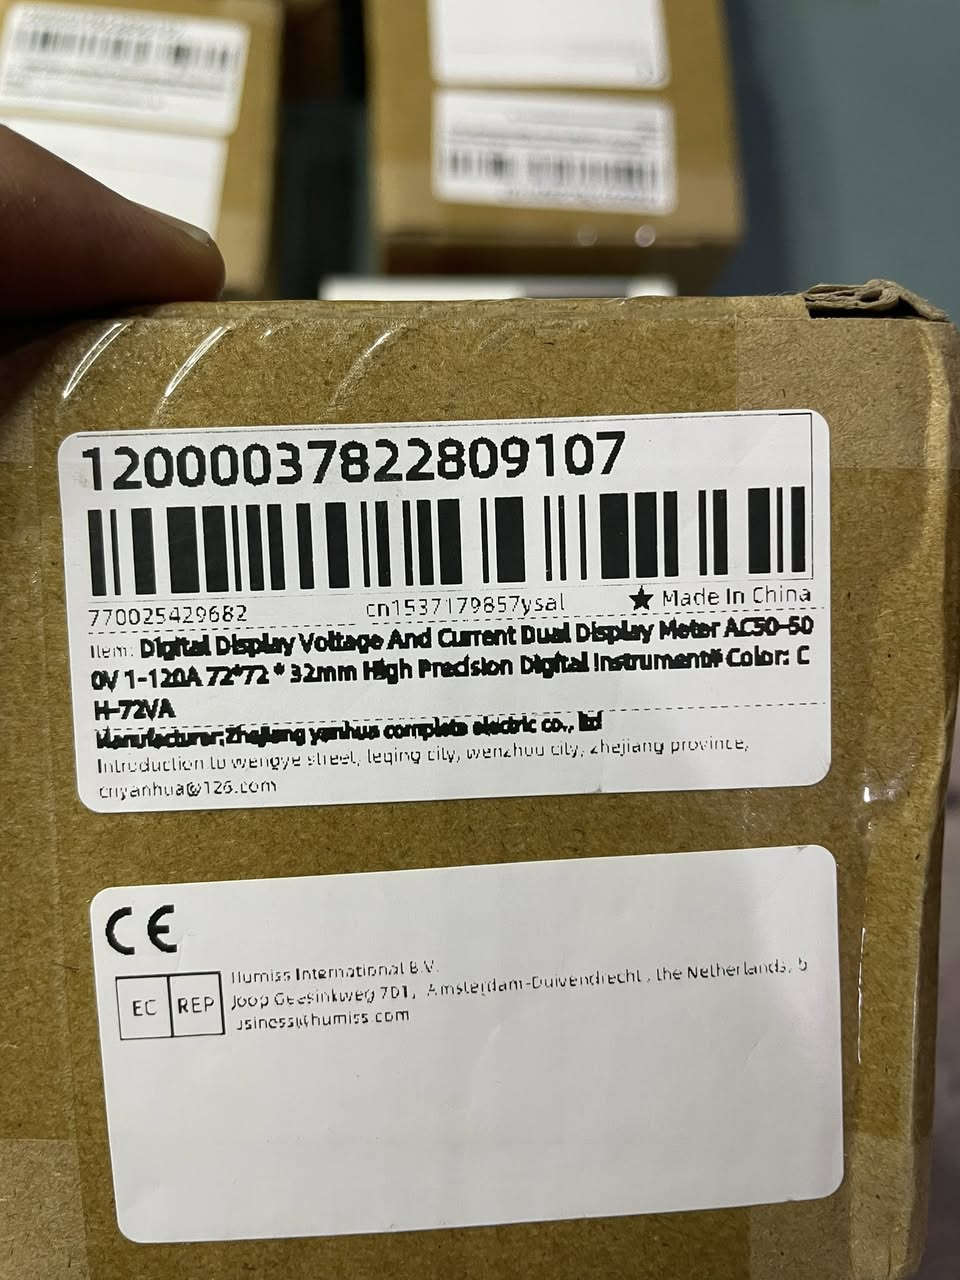 12000037822809107
770025429682 cn1537179857ysal ★ Made In China
Item: Digital Display Voltage And Current Dual Display Meter AC50-50
0V 1-120A 72*72 * 32mm High Precision Digital Instrument# Color: C
H-72VA
Manufacturer:Zhejiang yanhua complete electric co., ltd
Introduction to wengye street, leqing city, wenzhou city, zhejiang province,
cnyanhua@126.com
CE
EC REP
Humiss International B.V.
Joop Geesinkweg 701, Amsterdam-Duivendrecht, the Netherlands, b
usiness@humiss.com